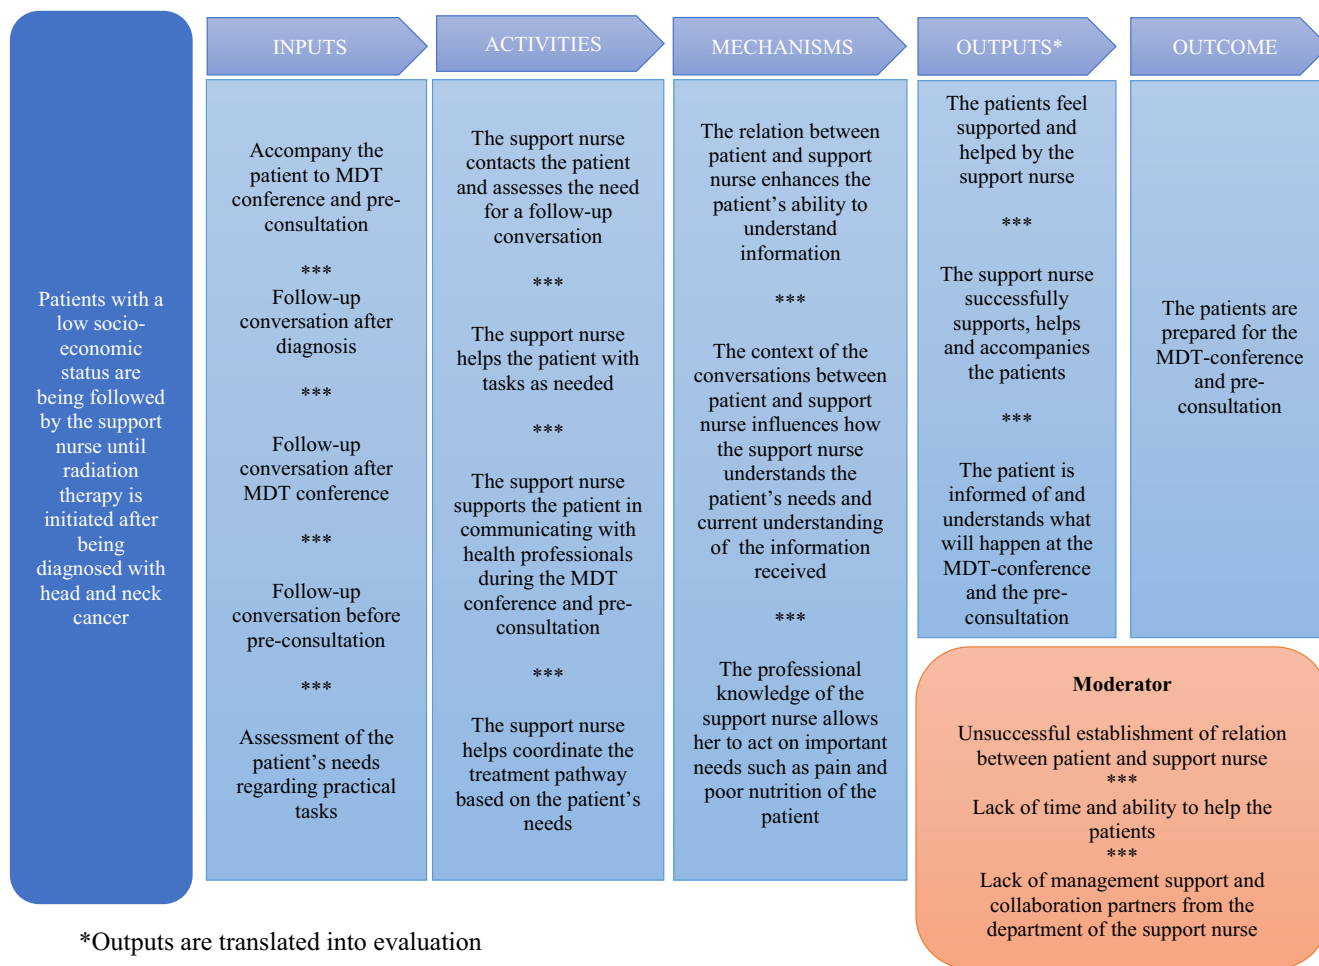 Patients with a
low socio-
economic
status are
being followed
by the support
nurse until
radiation
therapy is
initiated after
being
diagnosed with
head and neck
cancer
INPUTS
Accompany the
patient to MDT
conference and pre-
consultation
***
Follow-up
conversation after
diagnosis
***
Follow-up
conversation after
MDT conference
***
Follow-up
conversation before
pre-consultation
***
Assessment of the
patient’s needs
regarding practical
tasks
ACTIVITIES
The support nurse
contacts the patient
and assesses the need
for a follow-up
conversation
***
The support nurse
helps the patient with
tasks as needed
***
The support nurse
supports the patient in
communicating with
health professionals
during the MDT
conference and pre-
consultation
***
The support nurse
helps coordinate the
treatment pathway
based on the patient’s
needs
MECHANISMS
The relation between
patient and support
nurse enhances the
patient’s ability to
understand
information
***
The context of the
conversations between
patient and support
nurse influences how
the support nurse
understands the
patient’s needs and
current understanding
of the information
received
***
The professional
knowledge of the
support nurse allows
her to act on important
needs such as pain and
poor nutrition of the
patient
OUTPUTS*
The patients feel
supported and
helped by the
support nurse
***
The support nurse
successfully
supports, helps
and accompanies
the patients
***
The patient is
informed of and
understands what
will happen at the
MDT-conference
and the pre-
consultation
OUTCOME
The patients are
prepared for the
MDT-conference
and pre-
consultation
Moderator
Unsuccessful establishment of relation
between patient and support nurse
***
Lack of time and ability to help the
patients
***
Lack of management support and
collaboration partners from the
department of the support nurse
*Outputs are translated into evaluation